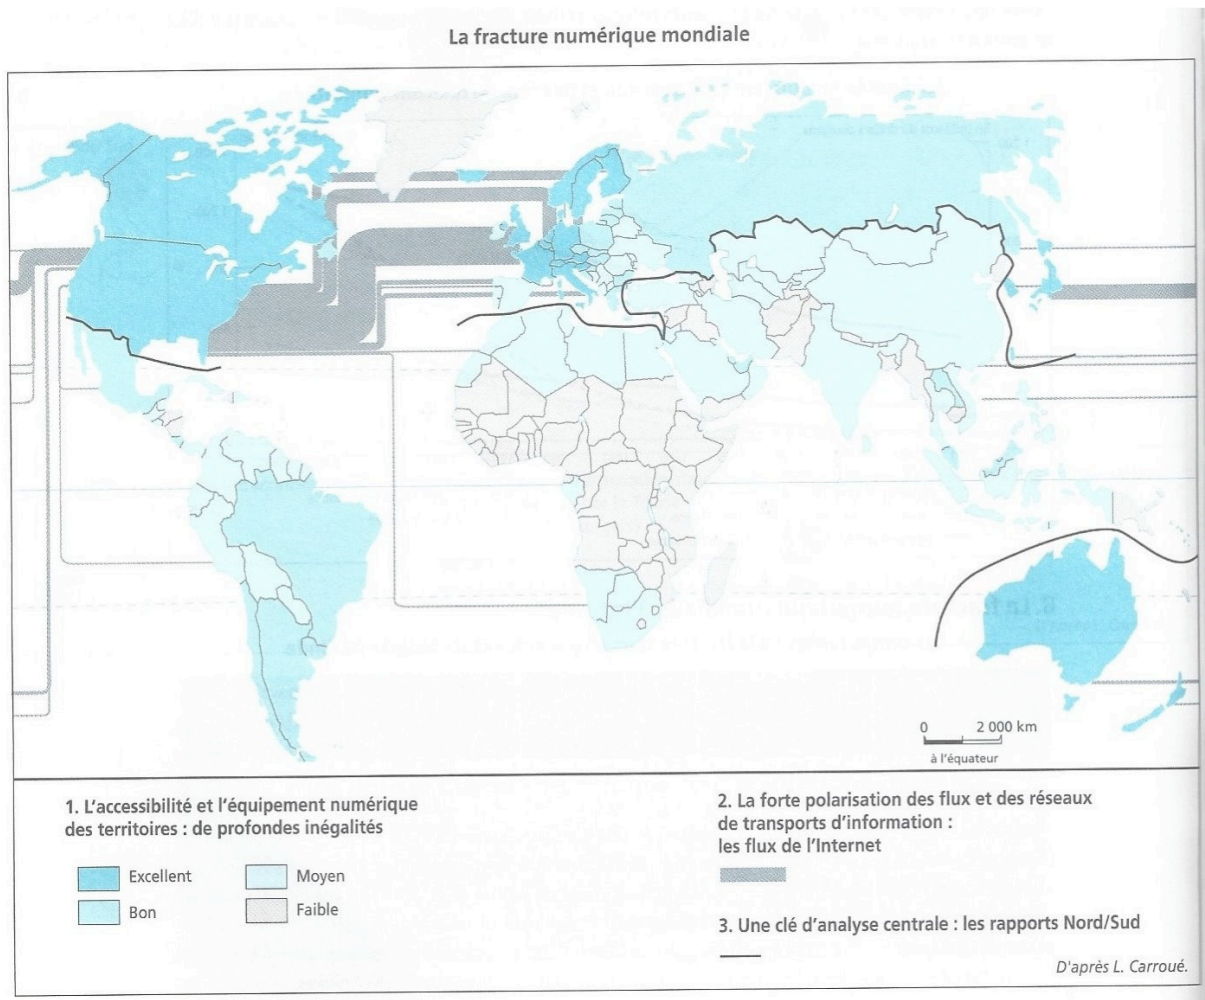 La fracture numérique mondiale
0 2 000 km
à l'équateur
1. L'accessibilité et l'équipement numérique
des territoires : de profondes inégalités
Excellent
Moyen
Bon
Faible
2. La forte polarisation des flux et des réseaux
de transports d'information :
les flux de l'Internet
3. Une clé d'analyse centrale : les rapports Nord/Sud
D'après L. Carroué.